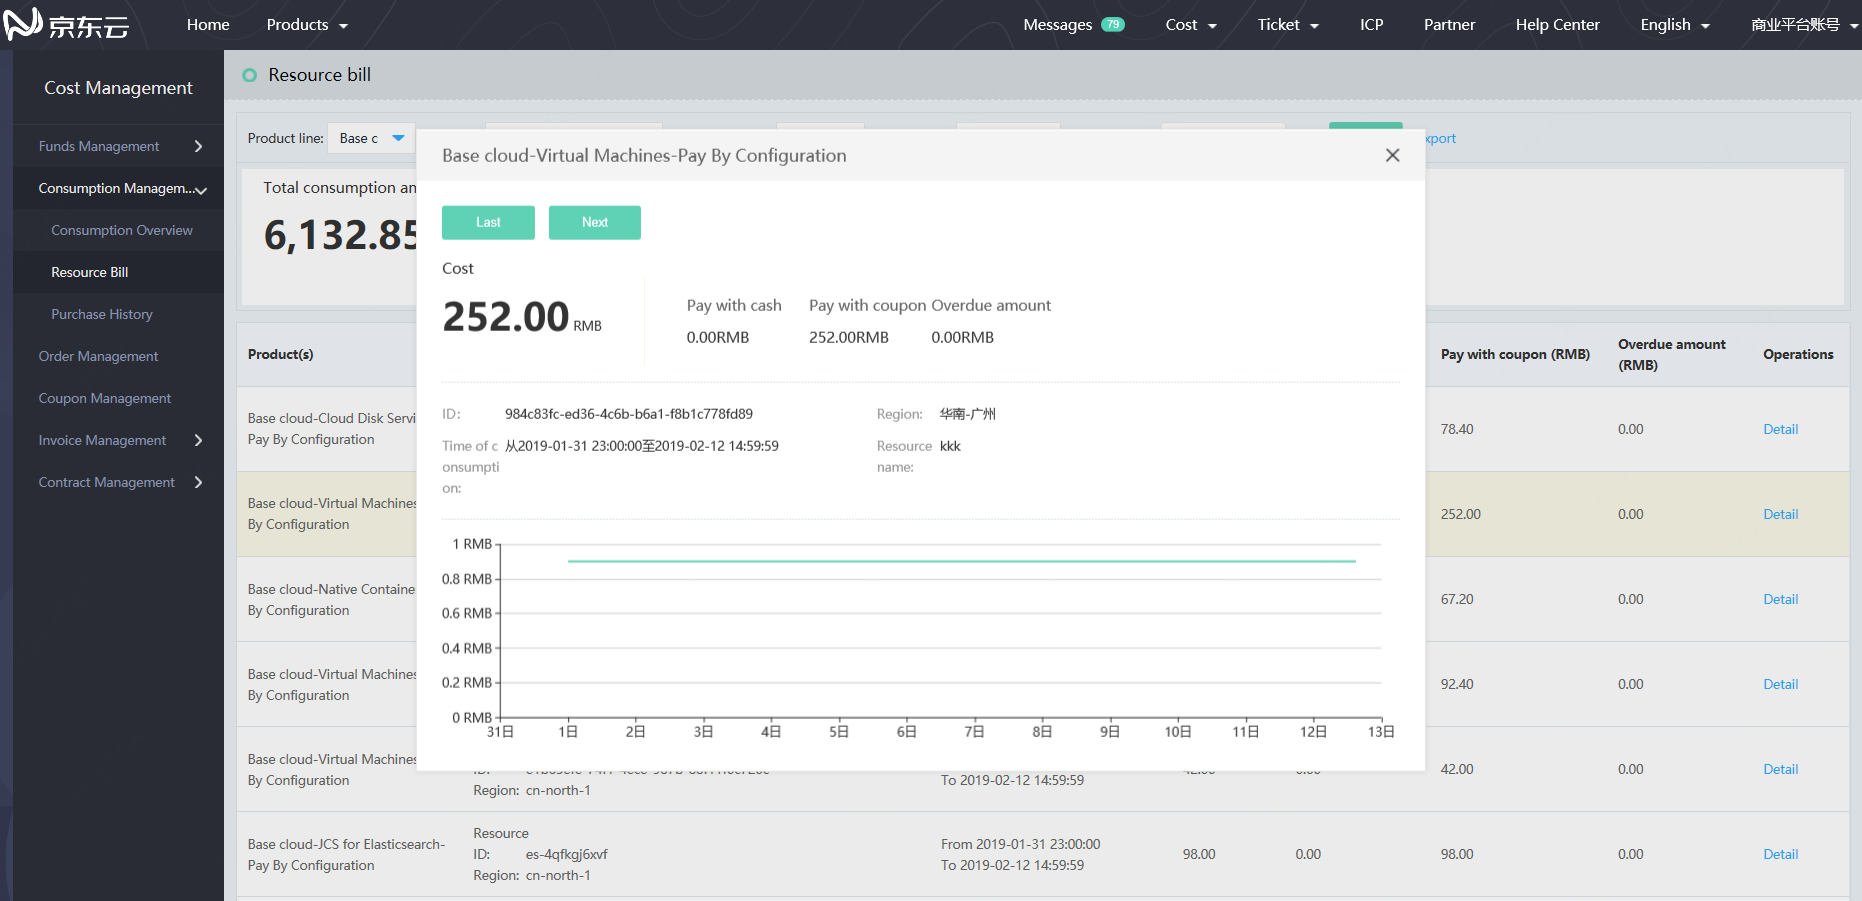 京东云
Home
Products
Messages 79
Cost
Ticket
ICP
Partner
Help Center
English
商业平台账号
Cost Management
Funds Management
Consumption Managem...
Consumption Overview
Resource Bill
Purchase History
Order Management
Coupon Management
Invoice Management
Contract Management
Resource bill
Product line: Base c
xport
Total consumption am
6,132.85
Base cloud-Virtual Machines-Pay By Configuration
Last
Next
Cost
252.00 RMB
Pay with cash
Pay with coupon
Overdue amount
0.00RMB
252.00RMB
0.00RMB
ID: 984c83fc-ed36-4c6b-b6a1-f8b1c778fd89
Region: 华南-广州
Time of c
onsumpti
on:
从2019-01-31 23:00:00至2019-02-12 14:59:59
Resource
name:
kkk
1 RMB
0.8 RMB
0.6 RMB
0.4 RMB
0.2 RMB
0 RMB
31日 1日 2日 3日 4日 5日 6日 7日 8日 9日 10日 11日 12日 13日
Product(s)
Pay with coupon (RMB)
Overdue amount
(RMB)
Operations
Base cloud-Cloud Disk Servi
Pay By Configuration
78.40
0.00
Detail
Base cloud-Virtual Machines
By Configuration
252.00
0.00
Detail
Base cloud-Native Containe
By Configuration
67.20
0.00
Detail
Base cloud-Virtual Machines
By Configuration
92.40
0.00
Detail
Base cloud-Virtual Machines
By Configuration
Region: cn-north-1
To 2019-02-12 14:59:59
42.00
0.00
Detail
Base cloud-JCS for Elasticsearch-
Pay By Configuration
Resource
ID: es-4qfkgj6xvf
Region: cn-north-1
From 2019-01-31 23:00:00
To 2019-02-12 14:59:59
98.00
0.00
98.00
0.00
Detail